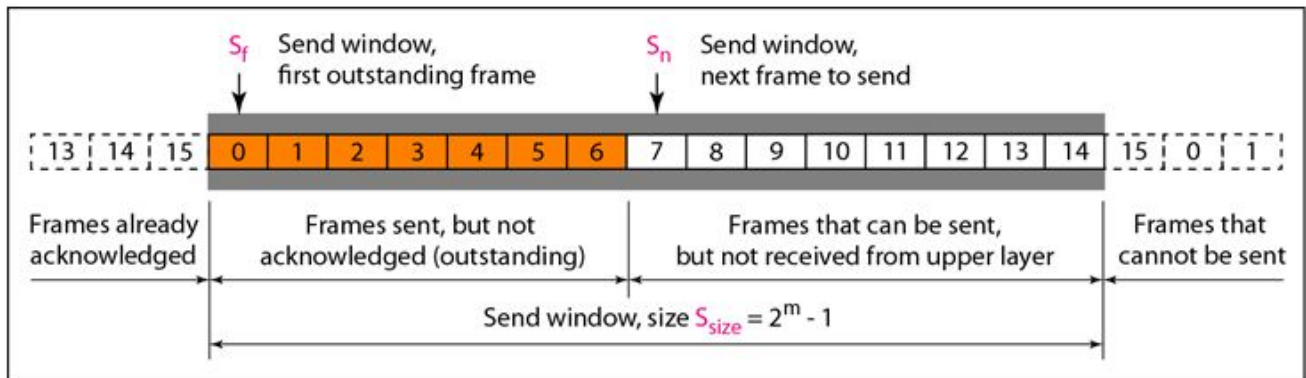 Sf Send window, first outstanding frame
Sn Send window, next frame to send
13 14 15 0 1 2 3 4 5 6 7 8 9 10 11 12 13 14 15 0 1
Frames already acknowledged
Frames sent, but not acknowledged (outstanding)
Frames that can be sent, but not received from upper layer
Frames that cannot be sent
Send window, size Ssize = 2^m - 1